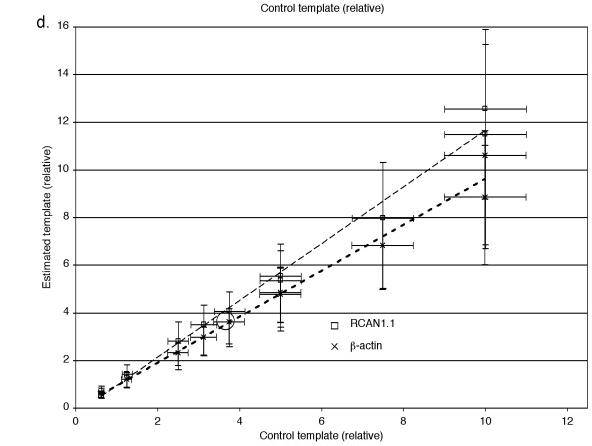 Control template (relative)
d.
16
14
12
10
8
6
4
2
0
Estimated template (relative)
RCAN1.1
β-actin
0 2 4 6 8 10 12
Control template (relative)